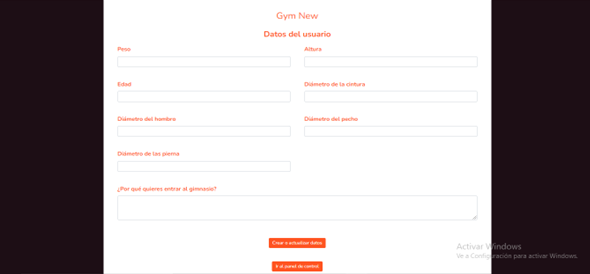 Gym New
Datos del usuario
Peso
Altura
Edad
Diámetro de la cintura
Diámetro del hombro
Diámetro del pecho
Diámetro de las pierna
¿Por qué quieres entrar al gimnasio?
Crear o actualizar datos
Ir al panel de control
Activar Windows
Ve a Configuración para activar Windows.